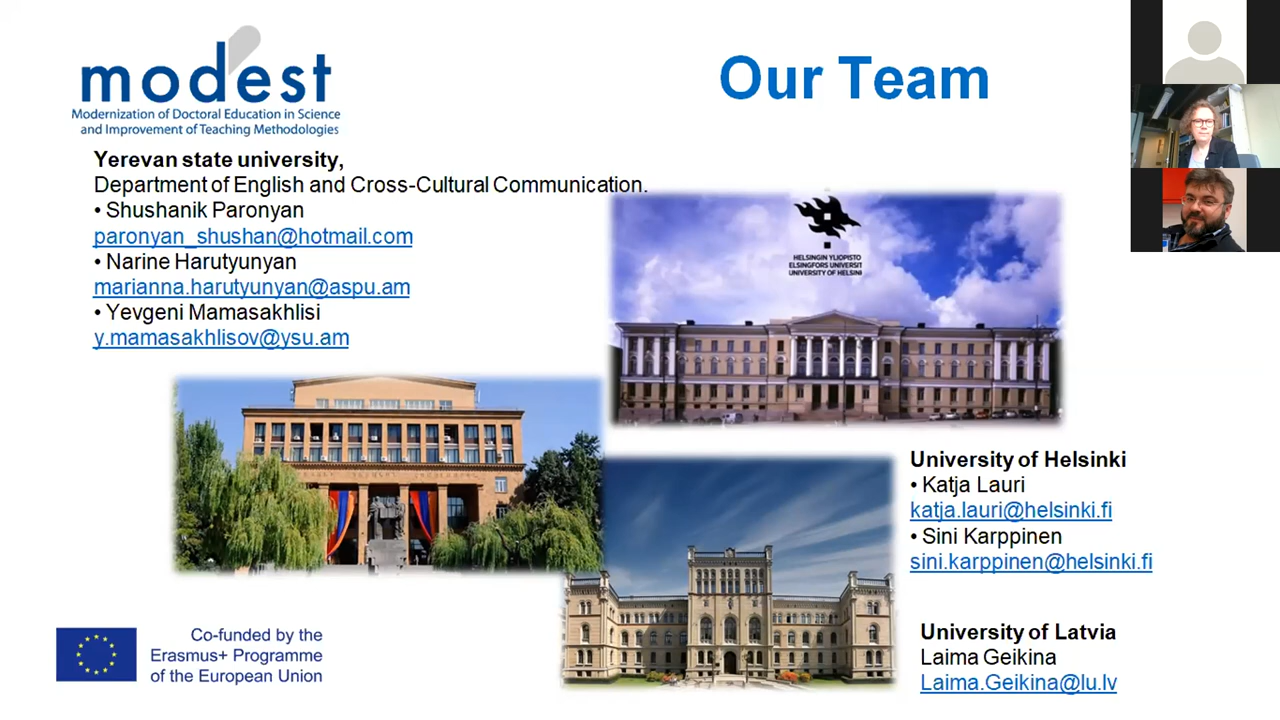 modest
Modernization of Doctoral Education in Science
and Improvement of Teaching Methodologies
Our Team
Yerevan state university,
Department of English and Cross-Cultural Communication.
• Shushanik Paronyan
paronyan_shushan@hotmail.com
• Narine Harutyunyan
marianna.harutyunyan@aspu.am
• Yevgeni Mamasakhlisi
y.mamasakhlisov@ysu.am
HELSINGIN YLIOPISTO
ELSINGFORS UNIVERSIT
UNIVERSITY OF HELSINI
University of Helsinki
• Katja Lauri
katja.lauri@helsinki.fi
• Sini Karppinen
sini.karppinen@helsinki.fi
University of Latvia
Laima Geikina
Laima.Geikina@lu.lv
Co-funded by the
Erasmus+ Programme
of the European Union